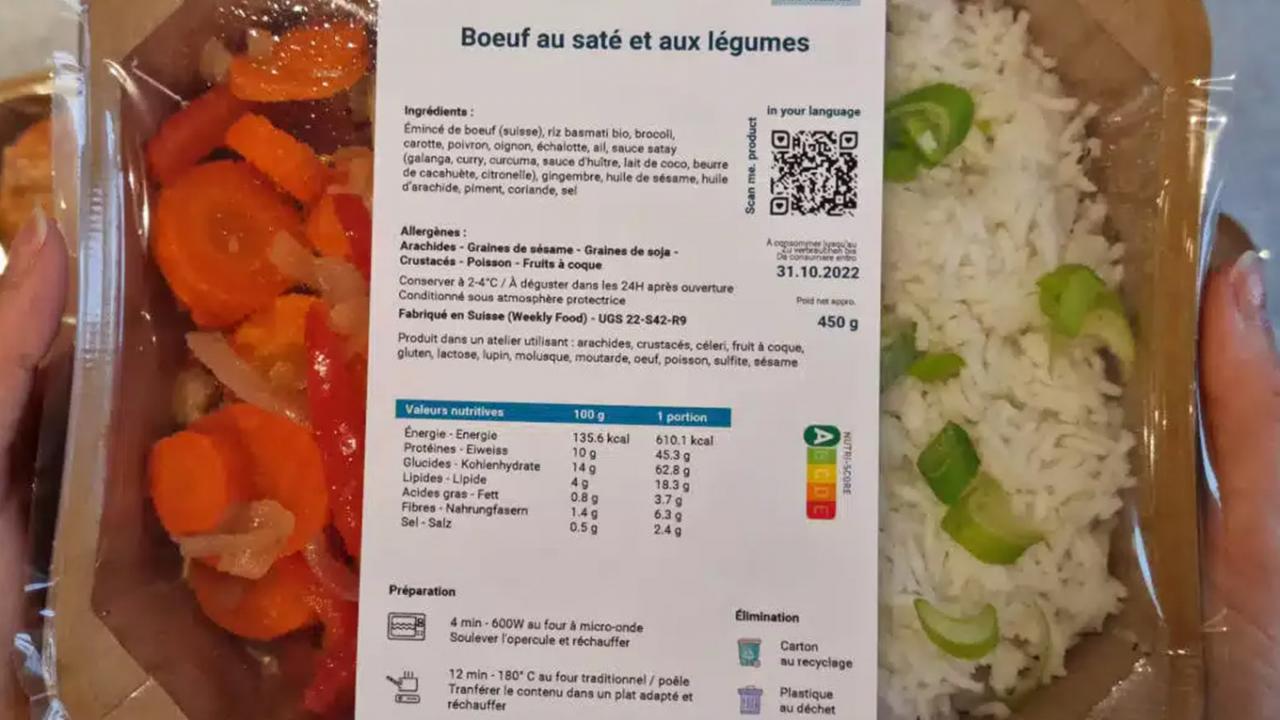 Boeuf au saté et aux légumes
Ingrédients :
Émincé de boeuf (suisse), riz basmati bio, brocoli,
carotte, poivron, oignon, échalotte, ail, sauce satay
(galanga, curry, curcuma, sauce d'huître, lait de coco, beurre
de cacahuète, citronelle), gingembre, huile de sésame, huile
d'arachide, piment, coriande, sel
in your language
Scan me. product
Allergènes :
Arachides - Graines de sésame - Graines de soja -
Crustacés - Poisson - Fruits à coque
Conserver à 2-4°C / À déguster dans les 24H après ouverture
Conditionné sous atmosphère protectrice
Fabriqué en Suisse (Weekly Food) - UGS 22-S42-R9
À consommer jusqu'au
Zu verbrauchen bis
Da consumare entro
31.10.2022
Poid net appro.
450 g
Produit dans un atelier utilisant : arachides, crustacés, céleri, fruit à coque,
gluten, lactose, lupin, molusque, moutarde, oeuf, poisson, sulfite, sésame
Valeurs nutritives 100 g 1 portion
Énergie - Energie 135.6 kcal 610.1 kcal
Protéines - Eiweiss 10 g 45.3 g
Glucides - Kohlenhydrate 14 g 62.8 g
Lipides - Lipide 4 g 18.3 g
Acides gras - Fett 0.8 g 3.7 g
Fibres - Nahrungfasern 1.4 g 6.3 g
Sel - Salz 0.5 g 2.4 g
NUTRI-SCORE
A B C D E
Préparation
4 min - 600W au four à micro-onde
Soulever l'opercule et réchauffer
12 min - 180° C au four traditionnel / poêle
Tranférer le contenu dans un plat adapté et
réchauffer
Élimination
Carton
au recyclage
Plastique
au déchet